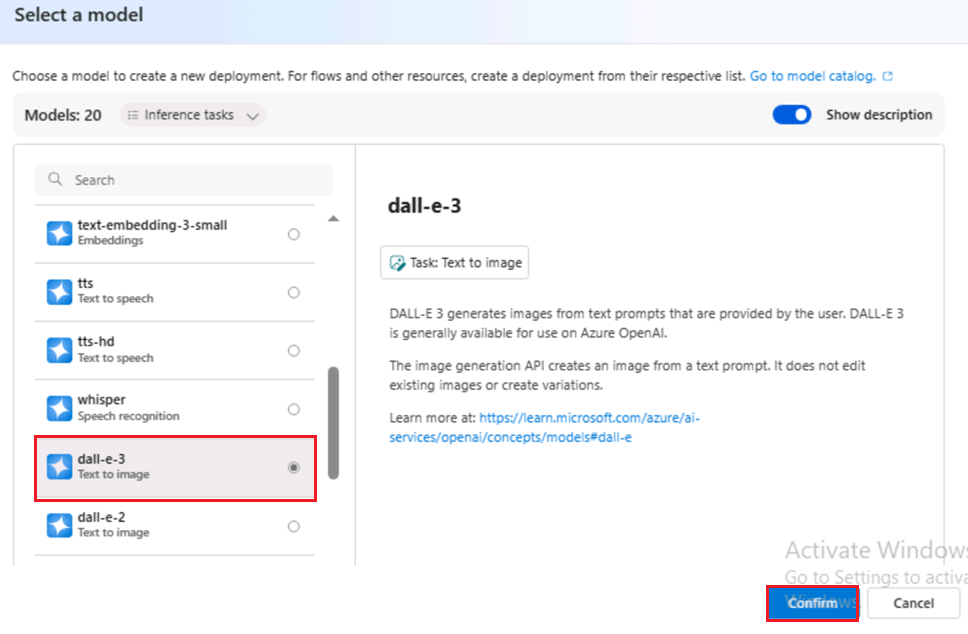 Select a model
Choose a model to create a new deployment. For flows and other resources, create a deployment from their respective list. Go to model catalog.
Models: 20
Inference tasks
Show description
Search
text-embedding-3-small
Embeddings
tts
Text to speech
tts-hd
Text to speech
whisper
Speech recognition
dall-e-3
Text to image
dall-e-2
Text to image
dall-e-3
Task: Text to image
DALL-E 3 generates images from text prompts that are provided by the user. DALL-E 3
is generally available for use on Azure OpenAI.
The image generation API creates an image from a text prompt. It does not edit
existing images or create variations.
Learn more at: https://learn.microsoft.com/azure/ai-
services/openai/concepts/models#dall-e
Activate Windows
Go to Settings to activa
Windows.
Confirm
Cancel